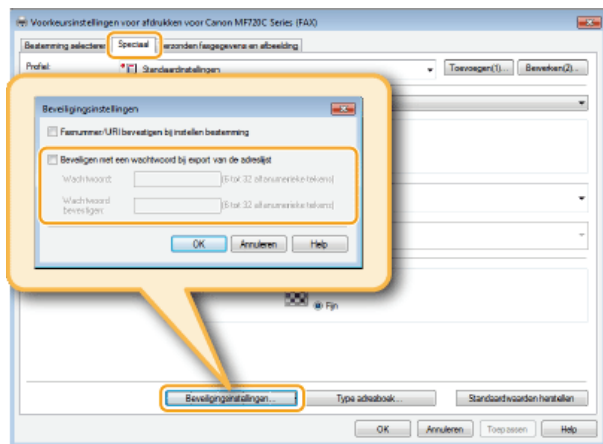 Voorkeursinstellingen voor afdrukken voor Canon MF720C Series (FAX)
Bestemming selecteren Speciaal erzonden faxgegevens en afbeelding
Profiel: Standaardinstellingen Toevoegen(1)... Bewerken(2)...
Beveiligingsinstellingen
Faxnummer/URI bevestigen bij instellen bestemming
Beveiligen met een wachtwoord bij export van de adreslijst
Wachtwoord: (6 tot 32 alfanumerieke tekens)
Wachtwoord (6 tot 32 alfanumerieke tekens)
bevestigen:
OK Annuleren Help
Fijn
Beveiligingsinstellingen... Type adresboek... Standaardwaarden herstellen
OK Annuleren Toepassen Help